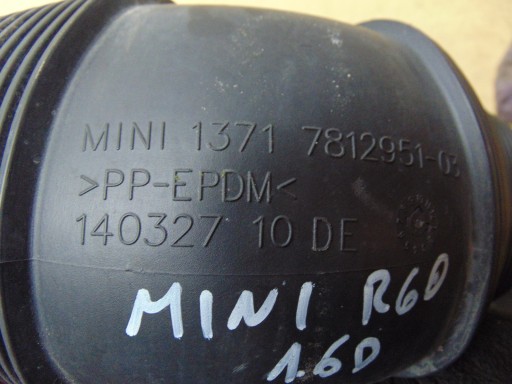 MINI 1371 7812951-03
>PP-EPDM<
140327 10 DE
MINI R60
1.6D